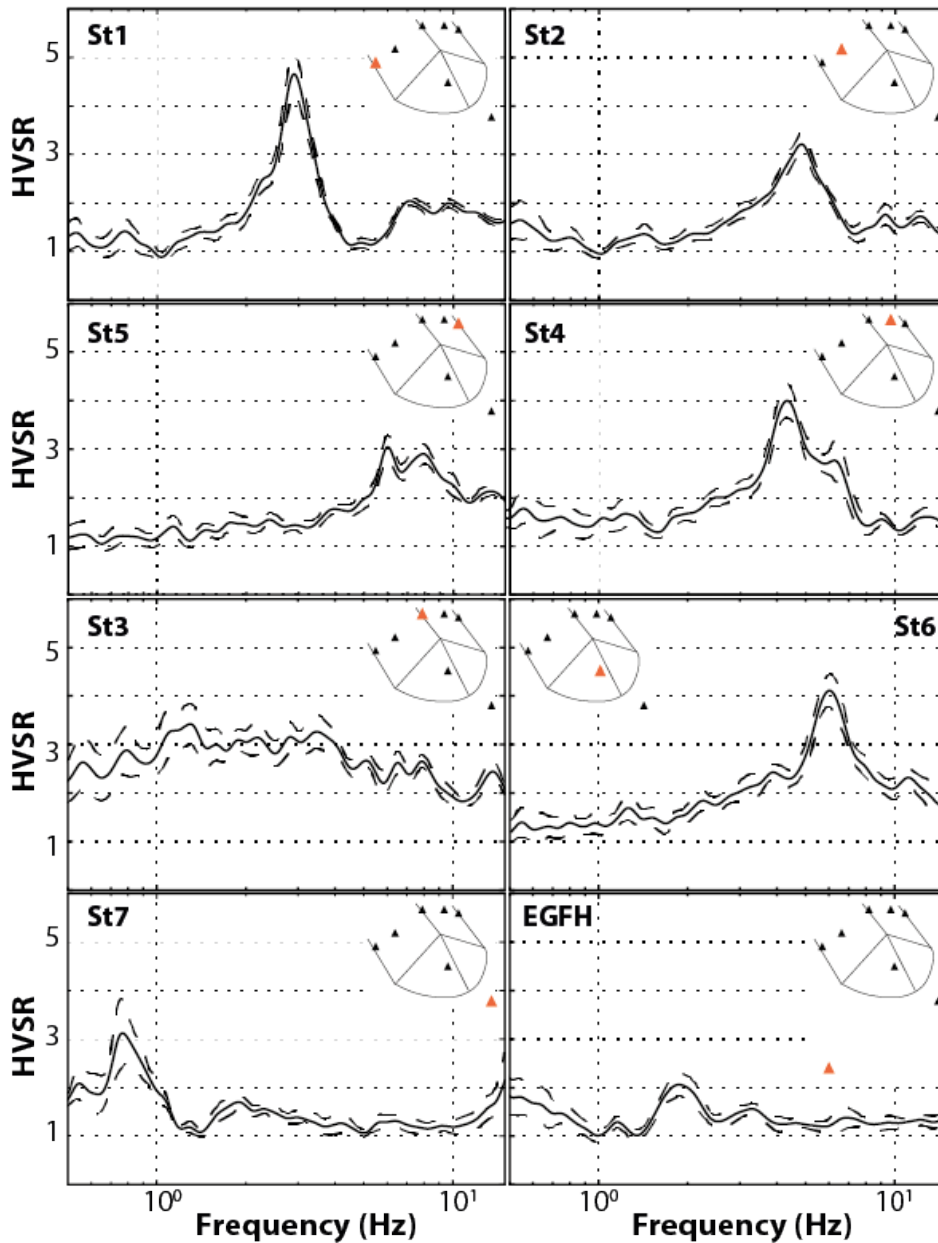 St1
St2
5
3
1
HVSR
St5
St4
5
3
1
HVSR
St3
St6
5
3
1
HVSR
St7
EGFH
5
3
1
HVSR
10⁰
10¹
10⁰
10¹
Frequency (Hz)
Frequency (Hz)